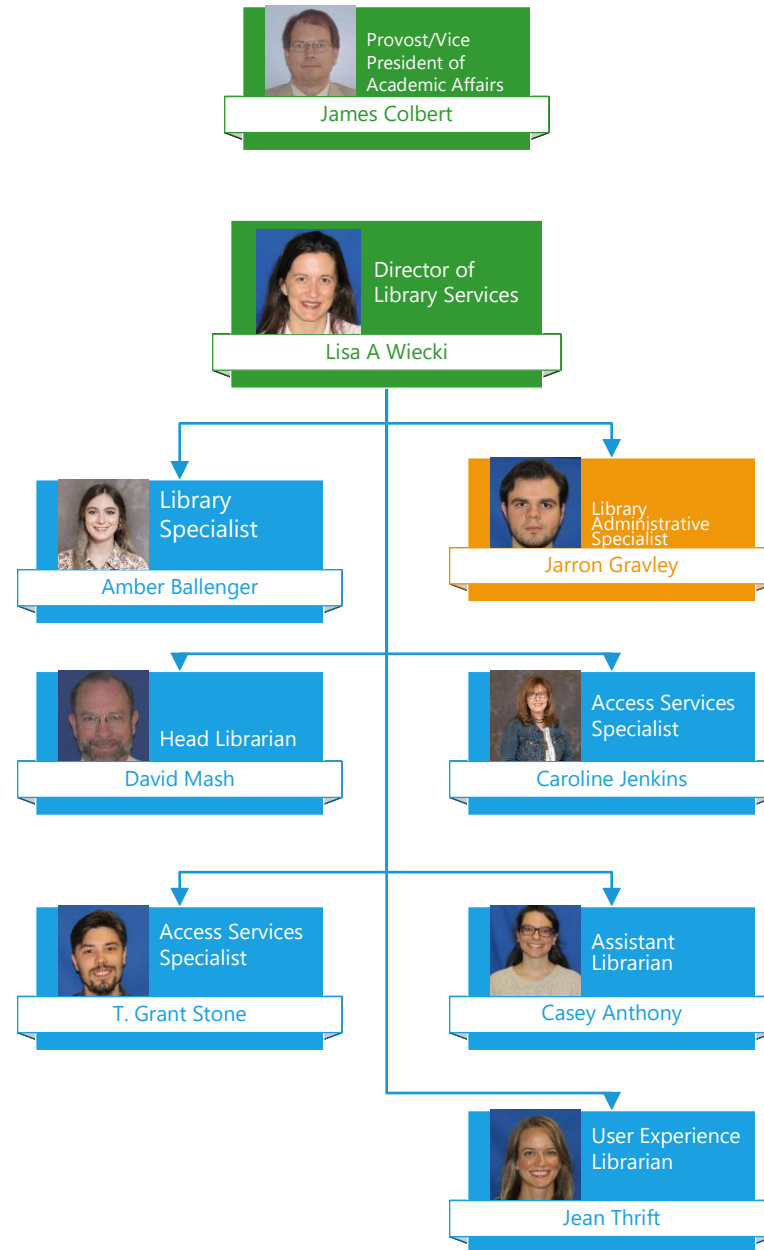 Provost/Vice
President of
Academic Affairs
James Colbert
Director of
Library Services
Lisa A Wiecki
Library
Specialist
Amber Ballenger
Library
Administrative
Specialist
Jarron Gravley
Head Librarian
David Mash
Access Services
Specialist
Caroline Jenkins
Access Services
Specialist
T. Grant Stone
Assistant
Librarian
Casey Anthony
User Experience
Librarian
Jean Thrift